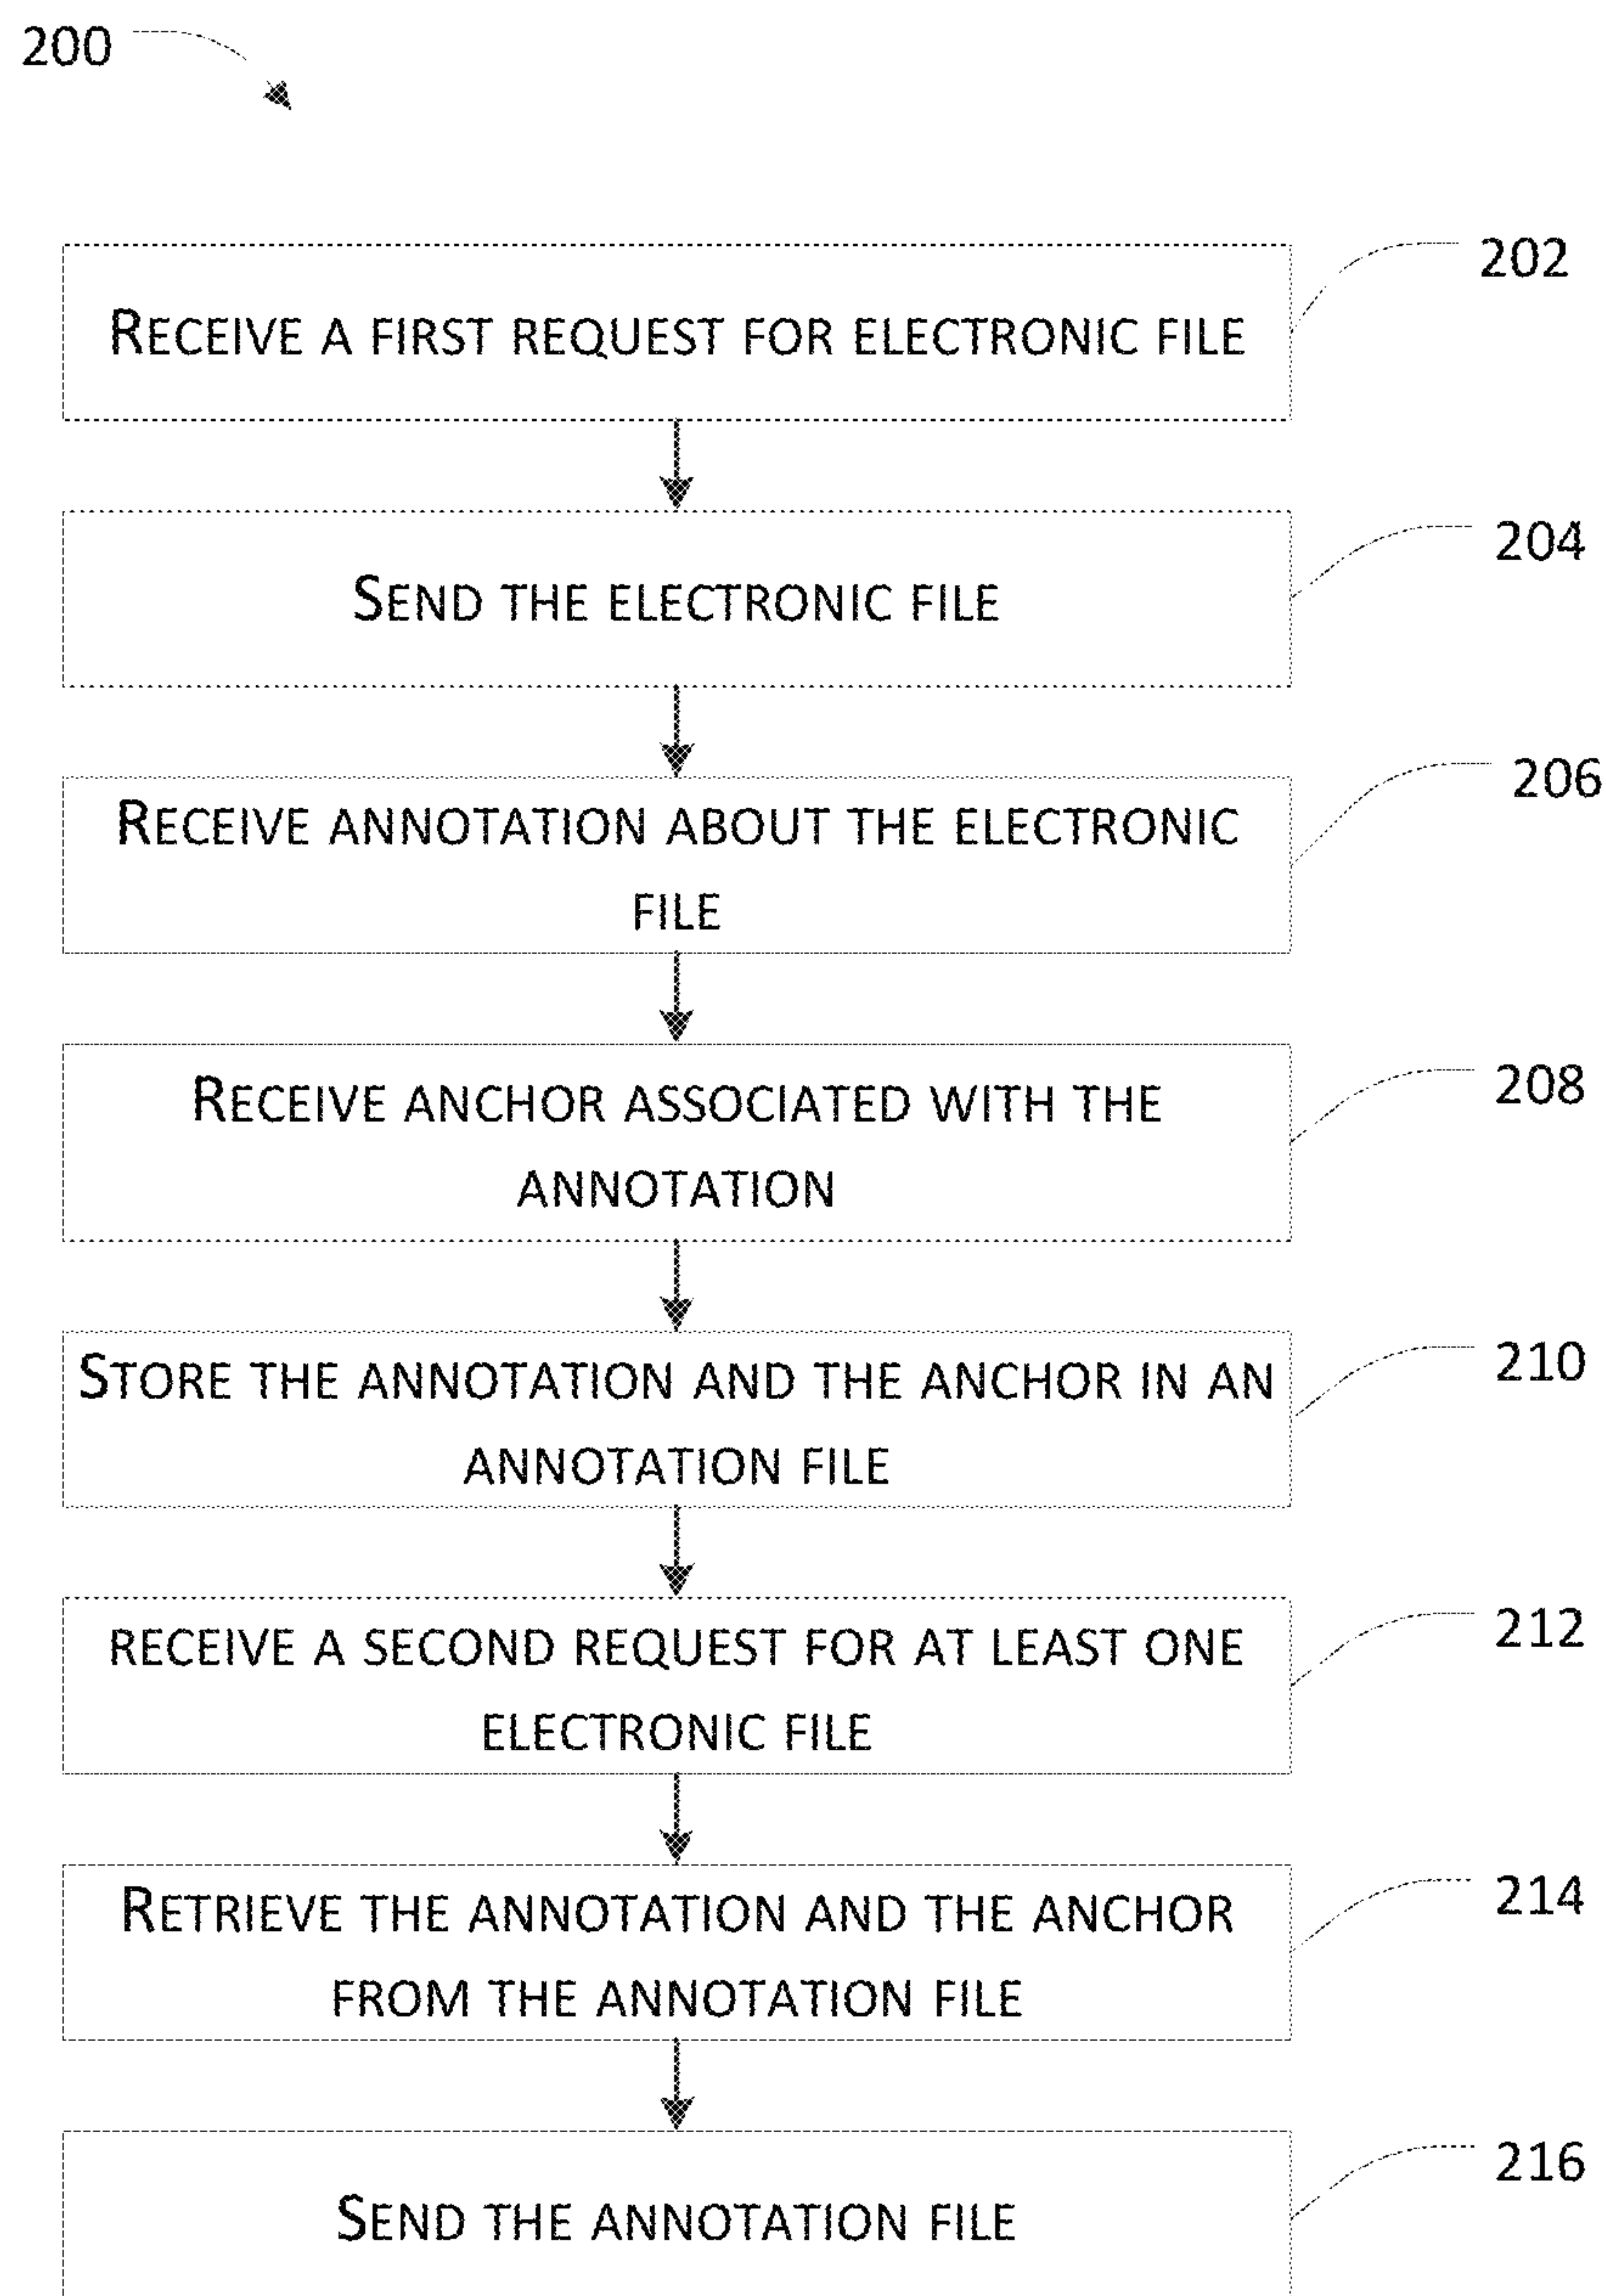 200
202
RECEIVE A FIRST REQUEST FOR ELECTRONIC FILE
204
SEND THE ELECTRONIC FILE
206
RECEIVE ANNOTATION ABOUT THE ELECTRONIC
FILE
208
RECEIVE ANCHOR ASSOCIATED WITH THE
ANNOTATION
210
STORE THE ANNOTATION AND THE ANCHOR IN AN
ANNOTATION FILE
212
RECEIVE A SECOND REQUEST FOR AT LEAST ONE
ELECTRONIC FILE
214
RETRIEVE THE ANNOTATION AND THE ANCHOR
FROM THE ANNOTATION FILE
216
SEND THE ANNOTATION FILE